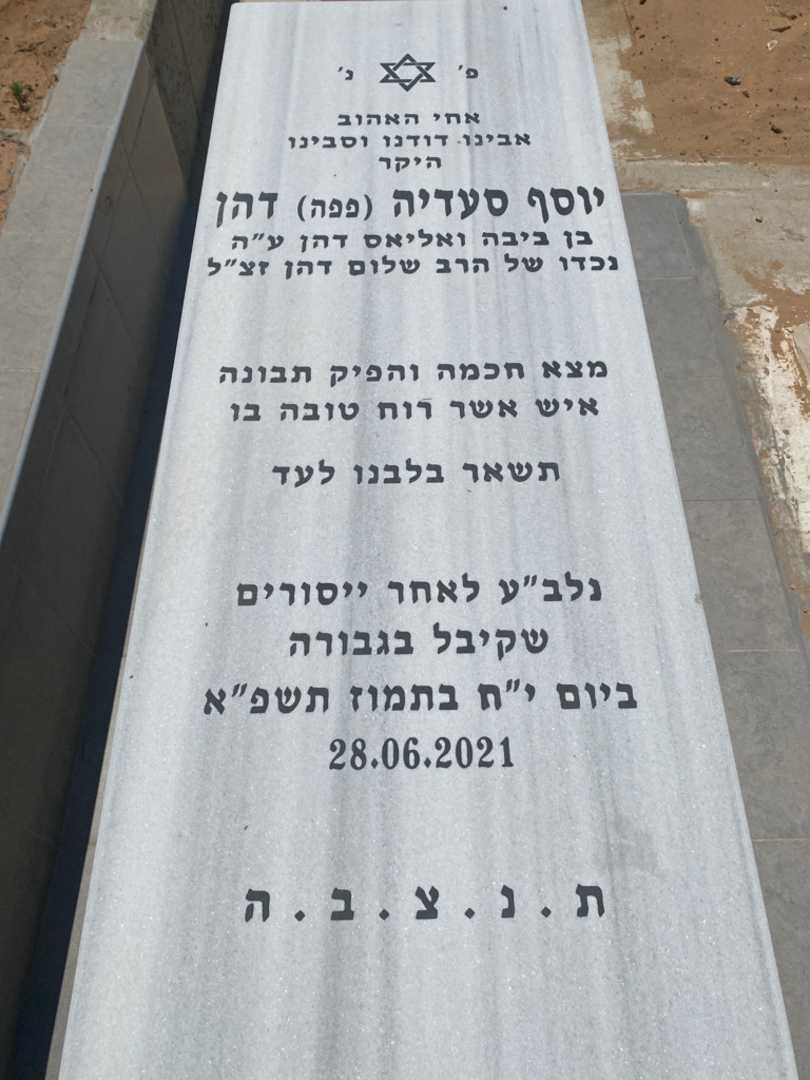 פ' נ'
אחי האהוב
אבינו דודנו וסבינו
היקר
יוסף סעדיה (פפה) דהן
בן ביבה ואליאס דהן ע"ה
נכדו של הרב שלום דהן זצ"ל
מצא חכמה והפיק תבונה
איש אשר רוח טובה בו
תשאר בלבנו לעד
נלב"ע לאחר ייסורים
שקיבל בגבורה
ביום י"ח בתמוז תשפ"א
28.06.2021
ת.נ.צ.ב.ה